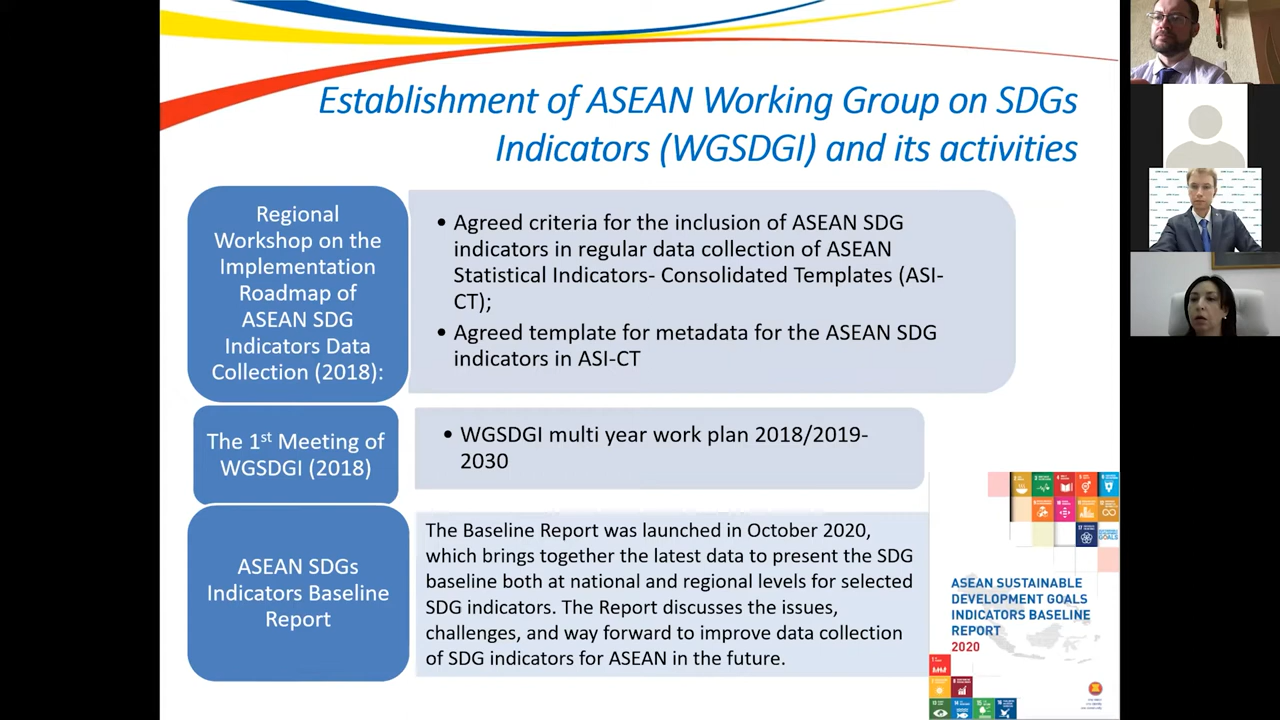 Establishment of ASEAN Working Group on SDGs
Indicators (WGSDGI) and its activities
Regional
Workshop on the
Implementation
Roadmap of
ASEAN SDG
Indicators Data
Collection (2018):
• Agreed criteria for the inclusion of ASEAN SDG
indicators in regular data collection of ASEAN
Statistical Indicators- Consolidated Templates (ASI-
CT);
• Agreed template for metadata for the ASEAN SDG
indicators in ASI-CT
The 1st Meeting of
WGSDGI (2018)
• WGSDGI multi year work plan 2018/2019-
2030
ASEAN SDGs
Indicators Baseline
Report
The Baseline Report was launched in October 2020,
which brings together the latest data to present the SDG
baseline both at national and regional levels for selected
SDG indicators. The Report discusses the issues,
challenges, and way forward to improve data collection
of SDG indicators for ASEAN in the future.
ASEAN SUSTAINABLE
DEVELOPMENT GOALS
INDICATORS BASELINE
REPORT
2020